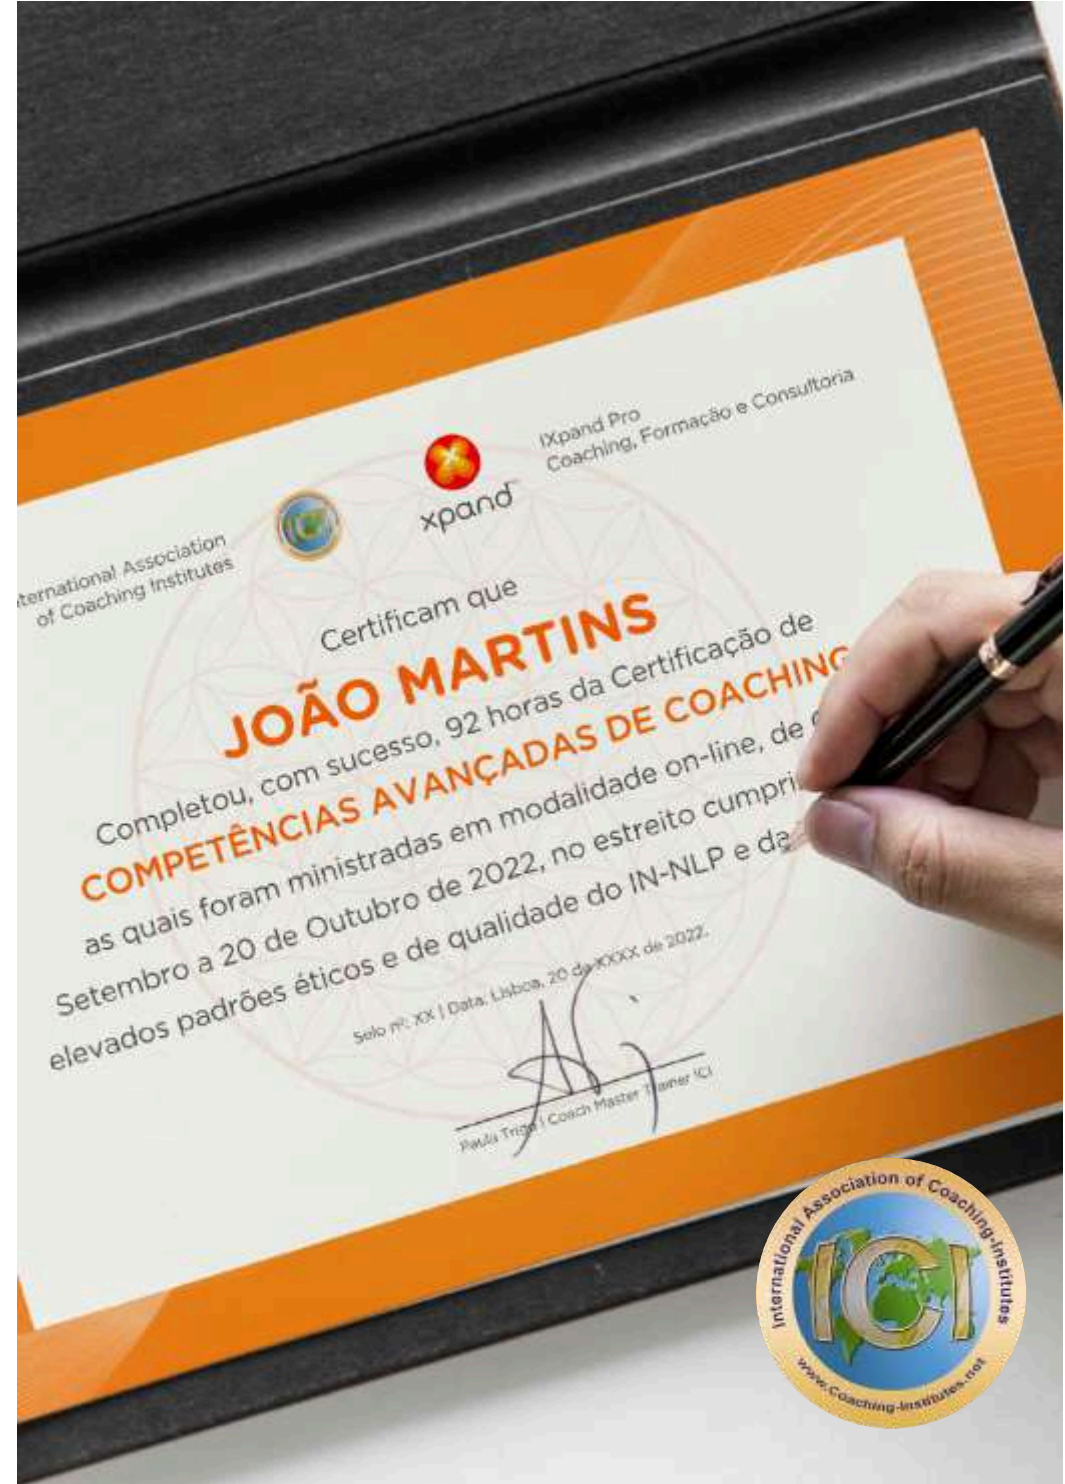 International Association
of Coaching Institutes
ICI
xpand
IXpand Pro
Coaching, Formação e Consultoria
Certificam que
JOÃO MARTINS
Completou, com sucesso, 92 horas da Certificação de
COMPETÊNCIAS AVANÇADAS DE COACHING
as quais foram ministradas em modalidade on-line, de
Setembro a 20 de Outubro de 2022, no estreito cumpri
elevados padrões éticos e de qualidade do IN-NLP e da
Selo nº: XX | Data: Lisboa, 20 de XXXX de 2022.
Paula Trigo | Coach Master Trainer ICI
International Association of Coaching-Institutes
ICI
www.Coaching-Institutes.net